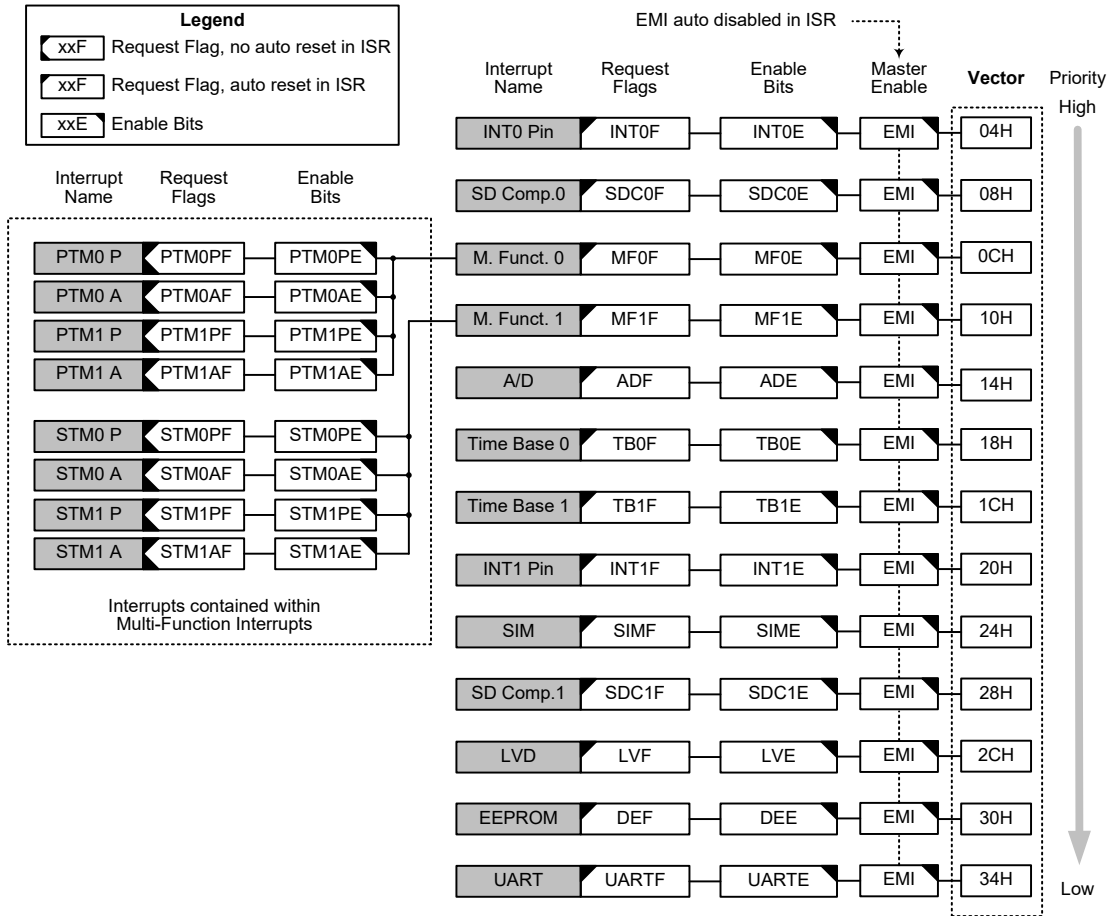 Legend
xxF Request Flag, no auto reset in ISR
xxF Request Flag, auto reset in ISR
xxE Enable Bits
EMI auto disabled in ISR
Interrupt Name Request Flags Enable Bits Master Enable Vector Priority
High
INT0 Pin INT0F INT0E EMI 04H
SD Comp.0 SDC0F SDC0E EMI 08H
M. Funct. 0 MF0F MF0E EMI 0CH
M. Funct. 1 MF1F MF1E EMI 10H
A/D ADF ADE EMI 14H
Time Base 0 TB0F TB0E EMI 18H
Time Base 1 TB1F TB1E EMI 1CH
INT1 Pin INT1F INT1E EMI 20H
SIM SIMF SIME EMI 24H
SD Comp.1 SDC1F SDC1E EMI 28H
LVD LVF LVE EMI 2CH
EEPROM DEF DEE EMI 30H
UART UARTF UARTE EMI 34H
Low
Interrupt Name Request Flags Enable Bits
PTM0 P PTM0PF PTM0PE
PTM0 A PTM0AF PTM0AE
PTM1 P PTM1PF PTM1PE
PTM1 A PTM1AF PTM1AE
STM0 P STM0PF STM0PE
STM0 A STM0AF STM0AE
STM1 P STM1PF STM1PE
STM1 A STM1AF STM1AE
Interrupts contained within
Multi-Function Interrupts